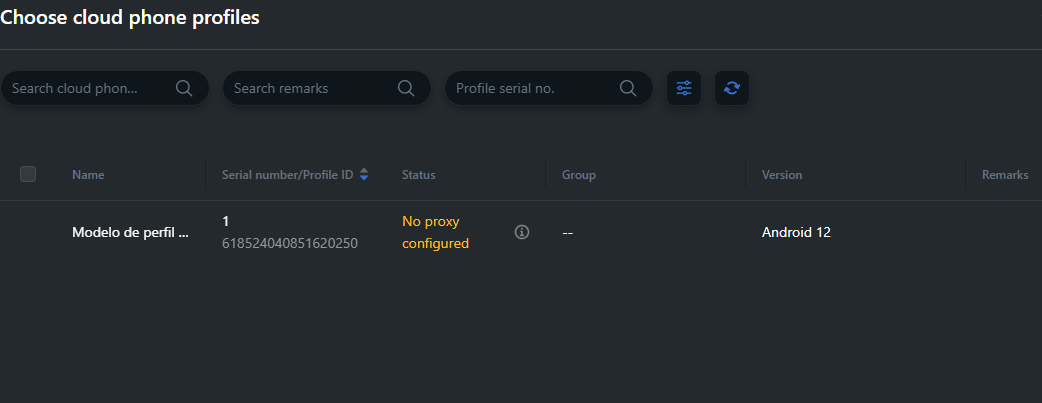 Choose cloud phone profiles
Search cloud phon...
Search remarks
Profile serial no.
Name
Serial number/Profile ID
Status
Group
Version
Remarks
Modelo de perfil ...
1
618524040851620250
No proxy
configured
--
Android 12